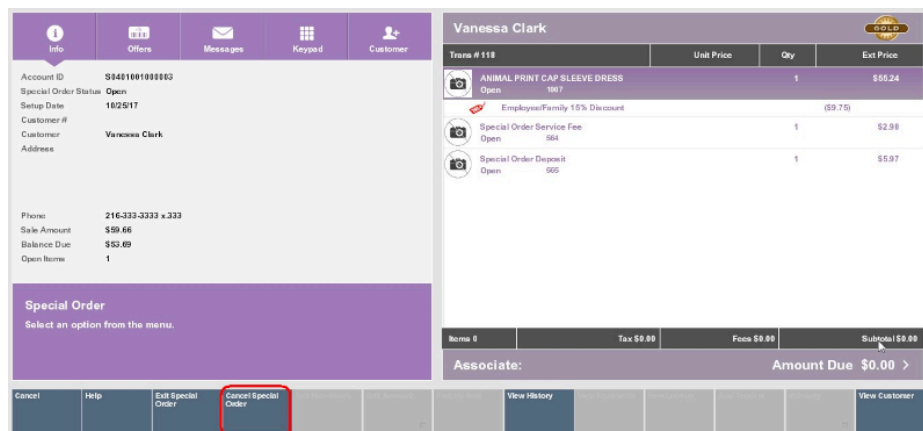 Info
Offers
Messages
Keypad
Customer
Account ID S0401001000003
Special Order Status Open
Setup Date 10/25/17
Customer #
Customer Vanessa Clark
Address
Phone 216-333-3333 x.333
Sale Amount $59.66
Balance Due $53.69
Open Items 1
Special Order
Select an option from the menu.
Vanessa Clark
GOLD
Trans # 118 Unit Price Qty Ext Price
ANIMAL PRINT CAP SLEEVE DRESS 1 $55.24
Open 1007
Employee/Family 15% Discount ($9.75)
Special Order Service Fee 1 $2.98
Open 564
Special Order Deposit 1 $5.97
Open 565
Items 0 Tax $0.00 Fees $0.00 Subtotal $0.00
Associate: Amount Due $0.00 >
Cancel
Help
Exit Special
Order
Cancel Special
Order
View History
View Customer